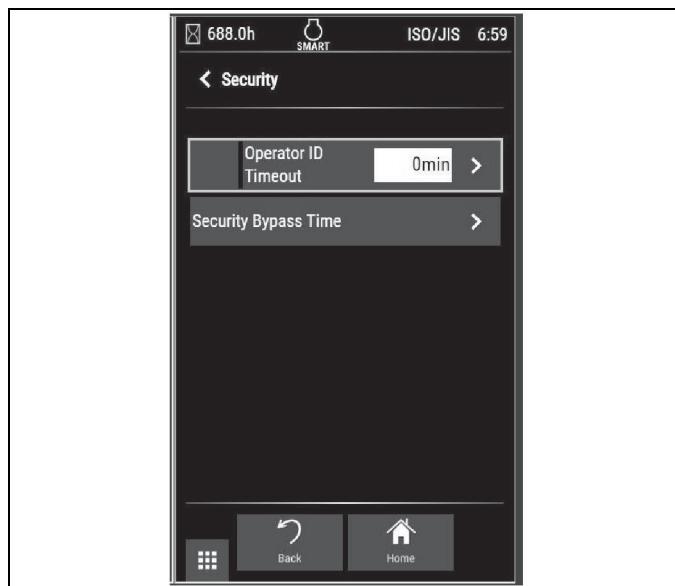 688.0h
SMART
ISO/JIS 6:59
Security
Operator ID
Timeout
0min
Security Bypass Time
Back
Home